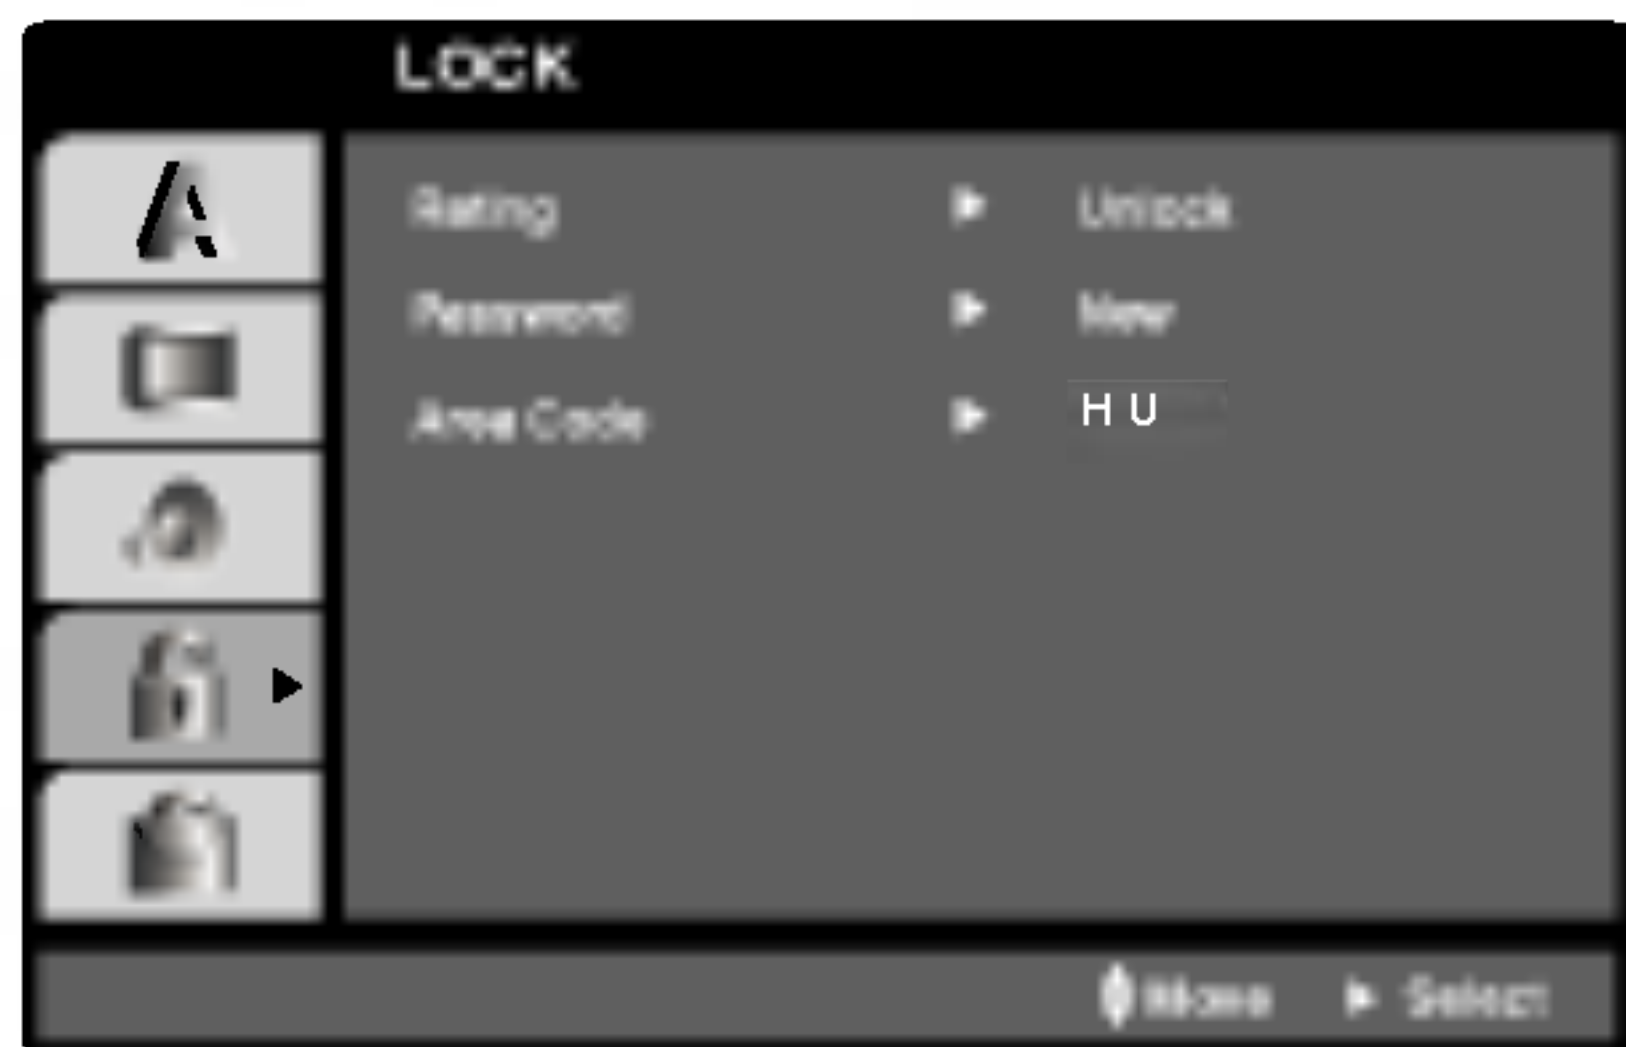 LOCK
A
Rating ► Unlock
Password ► New
Area Code ► H U
Move ► Select